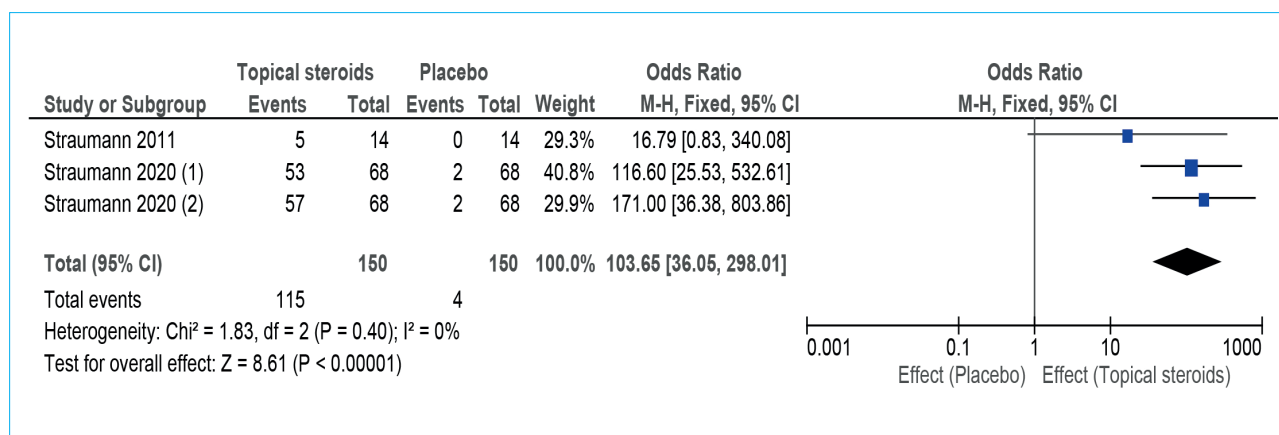 Topical steroids Placebo Odds Ratio Odds Ratio
Study or Subgroup Events Total Events Total Weight M-H, Fixed, 95% CI M-H, Fixed, 95% CI
Straumann 2011 5 14 0 14 29.3% 16.79 [0.83, 340.08]
Straumann 2020 (1) 53 68 2 68 40.8% 116.60 [25.53, 532.61]
Straumann 2020 (2) 57 68 2 68 29.9% 171.00 [36.38, 803.86]
Total (95% CI) 150 150 100.0% 103.65 [36.05, 298.01]
Total events 115 4
Heterogeneity: Chi² = 1.83, df = 2 (P = 0.40); I² = 0%
Test for overall effect: Z = 8.61 (P < 0.00001)
0.001 0.1 1 10 1000
Effect (Placebo) Effect (Topical steroids)